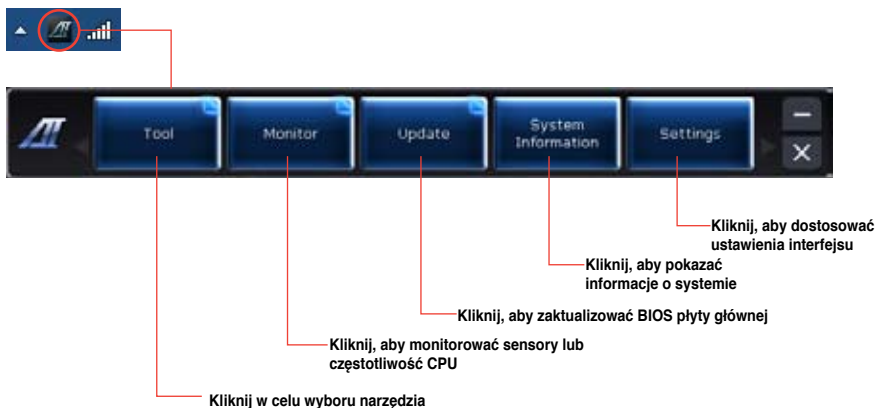 Tool
Monitor
Update
System
Information
Settings
Kliknij, aby dostosować
ustawienia interfejsu
Kliknij, aby pokazać
informacje o systemie
Kliknij, aby zaktualizować BIOS płyty głównej
Kliknij, aby monitorować sensory lub
częstotliwość CPU
Kliknij w celu wyboru narzędzia